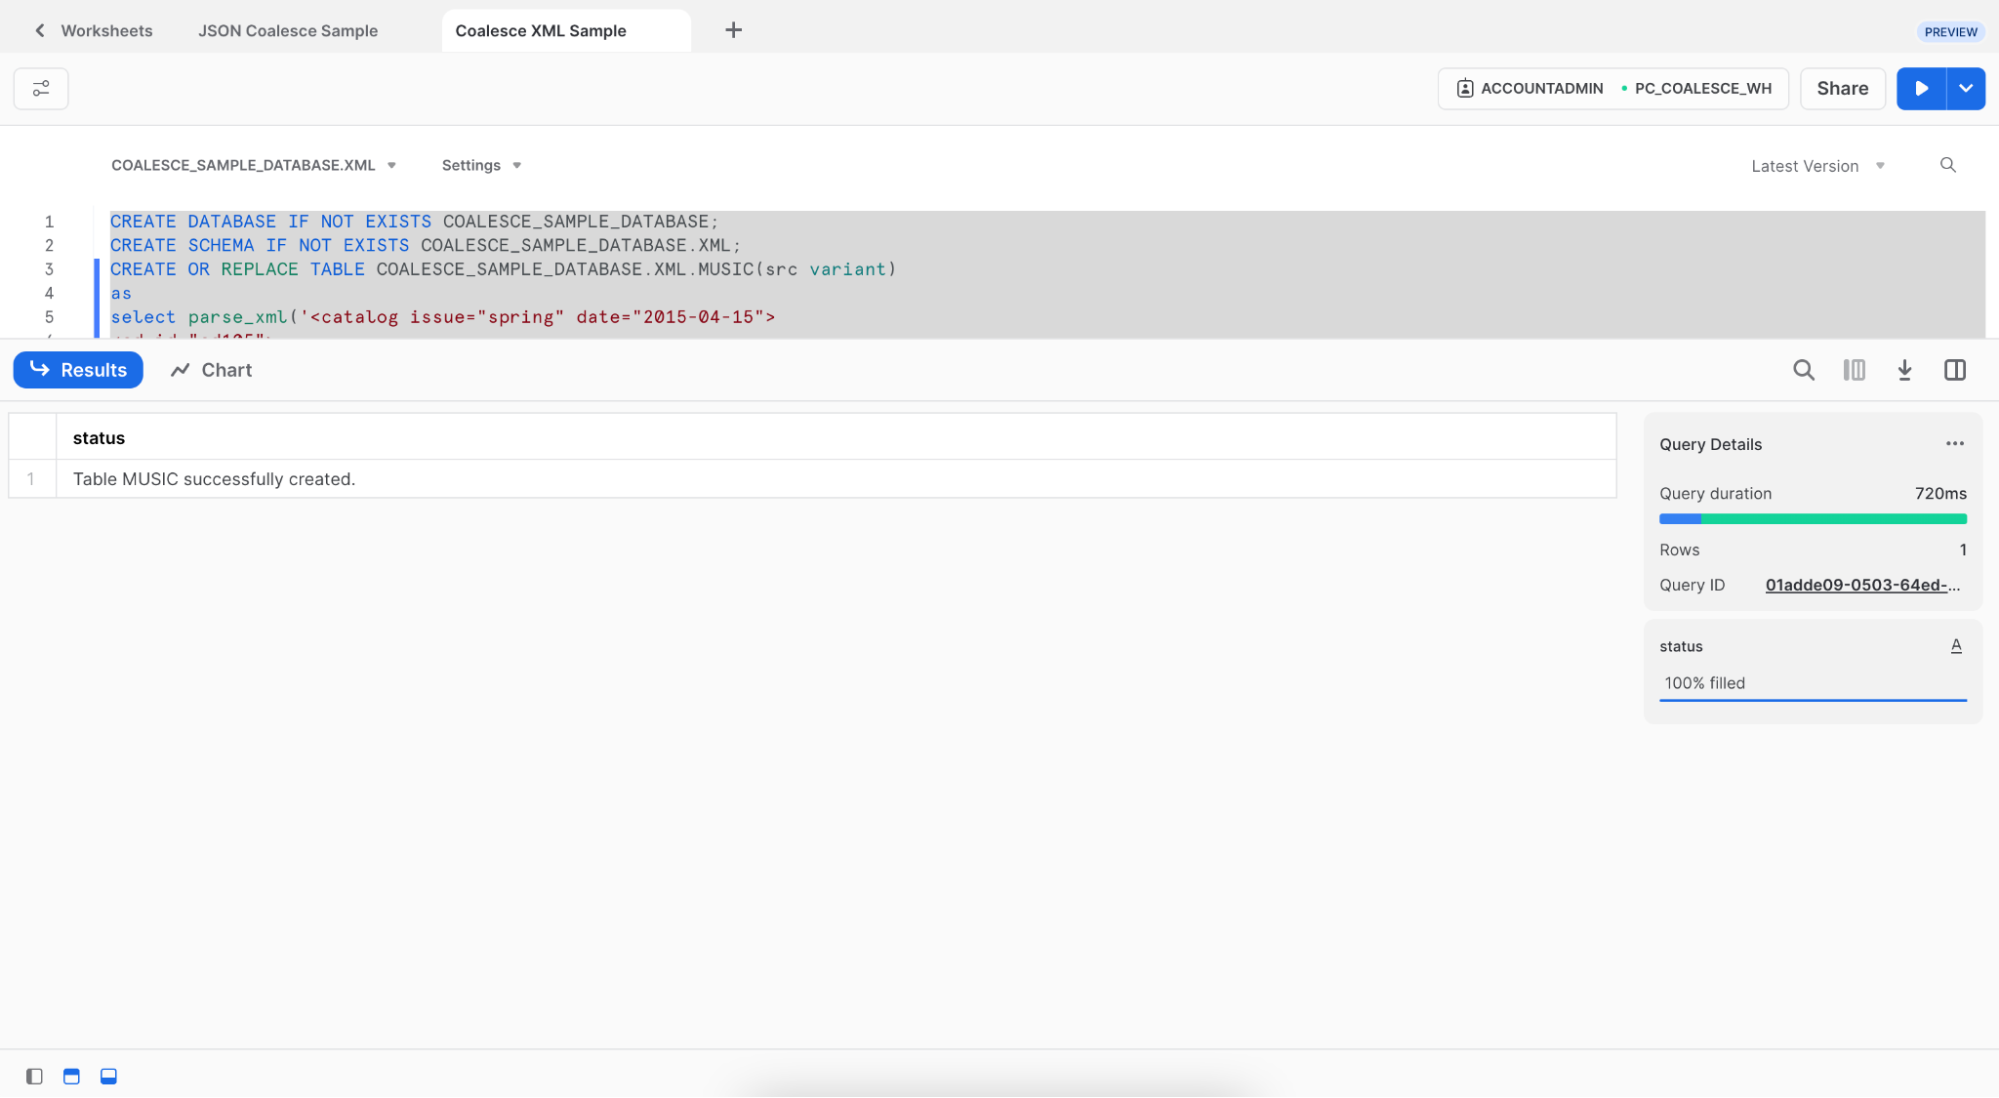 Worksheets
JSON Coalesce Sample
Coalesce XML Sample
PREVIEW
ACCOUNTADMIN
PC_COALESCE_WH
Share
COALESCE_SAMPLE_DATABASE.XML
Settings
Latest Version
1 CREATE DATABASE IF NOT EXISTS COALESCE_SAMPLE_DATABASE;
2 CREATE SCHEMA IF NOT EXISTS COALESCE_SAMPLE_DATABASE.XML;
3 CREATE OR REPLACE TABLE COALESCE_SAMPLE_DATABASE.XML.MUSIC(src variant)
4 as
5 select parse_xml('<catalog issue="spring" date="2015-04-15">
Results
Chart
status
1 Table MUSIC successfully created.
Query Details
Query duration 720ms
Rows 1
Query ID 01adde09-0503-64ed-...
status A
100% filled